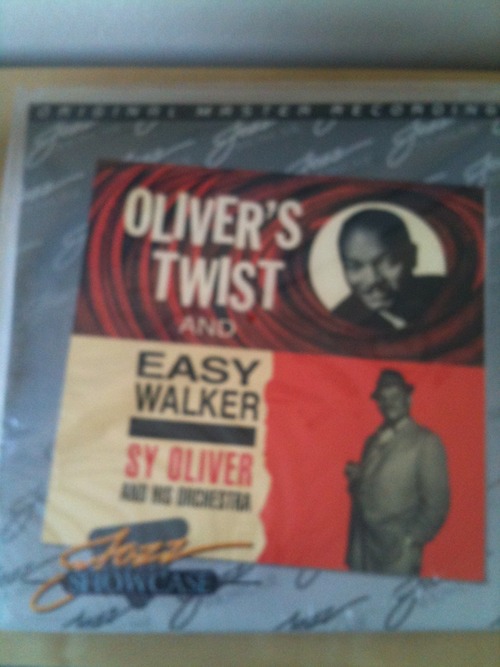 ORIGINAL MASTER RECORDING
OLIVER'S
TWIST
AND
EASY
WALKER
SY OLIVER
AND HIS ORCHESTRA
Jazz
SHOWCASE